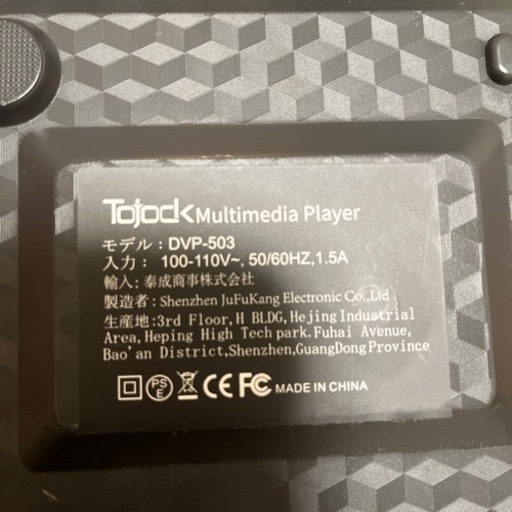 Tojock Multimedia Player
モデル : DVP-503
入力: 100-110V~, 50/60HZ,1.5A
輸入: 泰成商事株式会社
製造者: Shenzhen JuFuKang Electronic Co.,Ltd
生産地:3rd Floor,H BLDG,Hejing Industrial
Area, Heping High Tech park. Fuhai Avenue,
Bao'an District,Shenzhen,GuangDong Province
PSE CE FC MADE IN CHINA